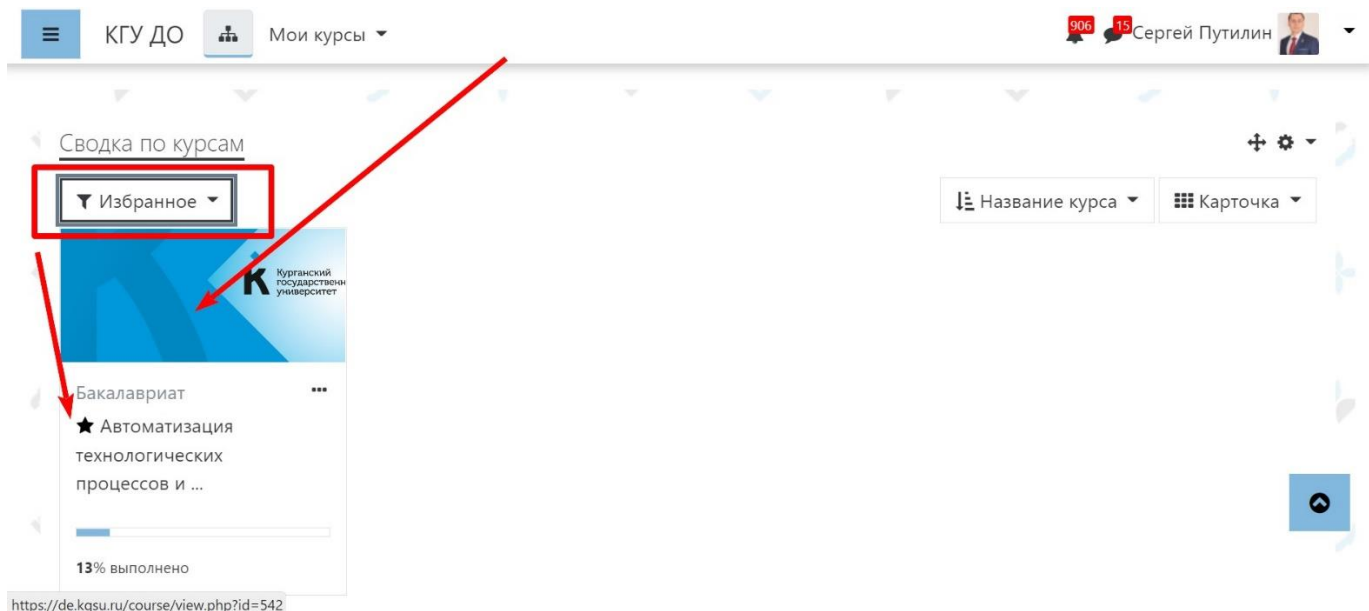 КГУ ДО
Мои курсы
906
15
Сергей Путилин
Сводка по курсам
Избранное
Название курса
Карточка
К
Курганский
государственн
университет
Бакалавриат
Автоматизация
технологических
процессов и ...
13% выполнено
https://de.kgsu.ru/course/view.php?id=542